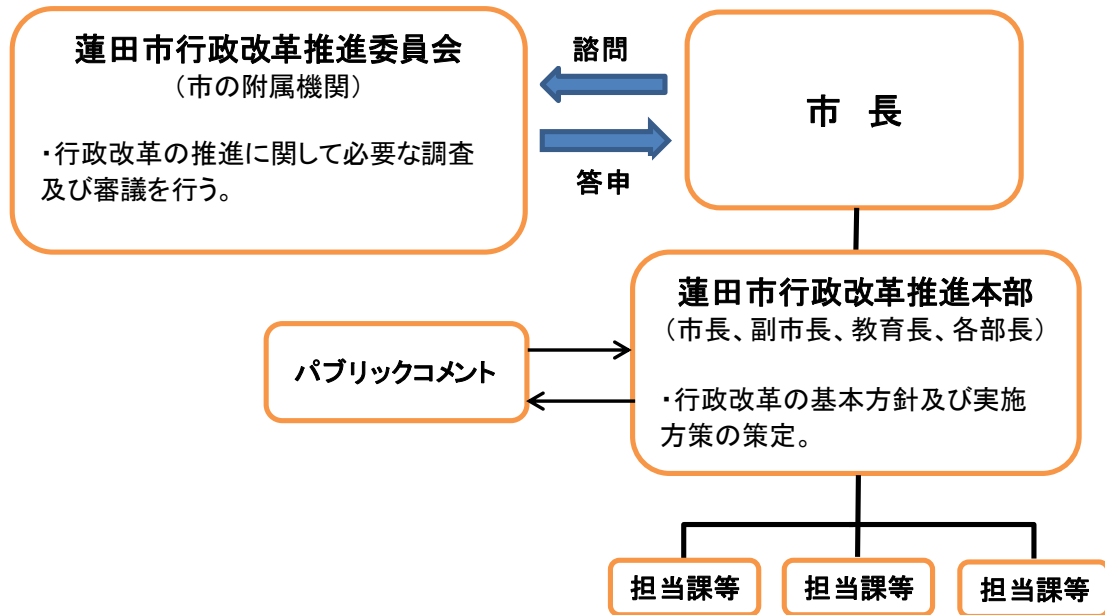 蓮田市行政改革推進委員会
（市の附属機関）
・行政改革の推進に関して必要な調査
及び審議を行う。
諮問
答申
市　長
蓮田市行政改革推進本部
（市長、副市長、教育長、各部長）
・行政改革の基本方針及び実施
方策の策定。
パブリックコメント
担当課等
担当課等
担当課等